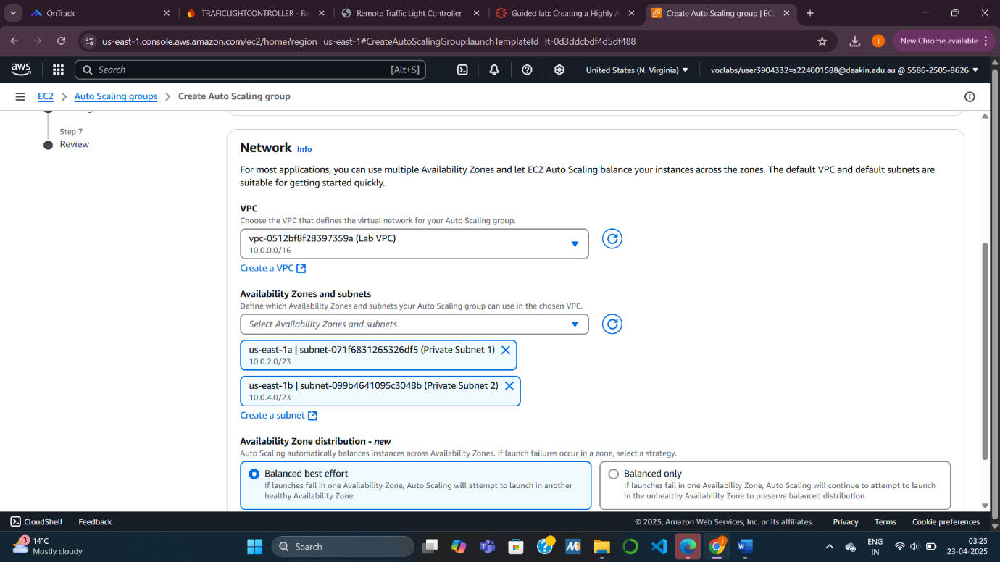 OnTrack
TRAFICLIGHTCONTROLLER - Re
Remote Traffic Light Controller
Guided lab: Creating a Highly A
Create Auto Scaling group | EC2
us-east-1.console.aws.amazon.com/ec2/home?region=us-east-1#CreateAutoScalingGroup:launchTemplateId=lt-0d3ddcbdf4d5df488
j
New Chrome available
aws
Search
[Alt+S]
United States (N. Virginia)
voclabs/user3904332=s224001588@deakin.edu.au @ 5586-2505-8626
EC2
Auto Scaling groups
Create Auto Scaling group
Step 7
Review
Network Info
For most applications, you can use multiple Availability Zones and let EC2 Auto Scaling balance your instances across the zones. The default VPC and default subnets are
suitable for getting started quickly.
VPC
Choose the VPC that defines the virtual network for your Auto Scaling group.
vpc-0512bf8f28397359a (Lab VPC)
10.0.0.0/16
Create a VPC
Availability Zones and subnets
Define which Availability Zones and subnets your Auto Scaling group can use in the chosen VPC.
Select Availability Zones and subnets
us-east-1a | subnet-071f6831265326df5 (Private Subnet 1)
10.0.2.0/23
us-east-1b | subnet-099b4641095c3048b (Private Subnet 2)
10.0.4.0/23
Create a subnet
Availability Zone distribution - new
Auto Scaling automatically balances instances across Availability Zones. If launch failures occur in a zone, select a strategy.
Balanced best effort
If launches fail in one Availability Zone, Auto Scaling will attempt to launch in another
healthy Availability Zone.
Balanced only
If launches fail in one Availability Zone, Auto Scaling will continue to attempt to launch
in the unhealthy Availability Zone to preserve balanced distribution.
CloudShell
Feedback
© 2025, Amazon Web Services, Inc. or its affiliates.
Privacy
Terms
Cookie preferences
3
14°C
Mostly cloudy
Search
ENG
IN
03:25
23-04-2025